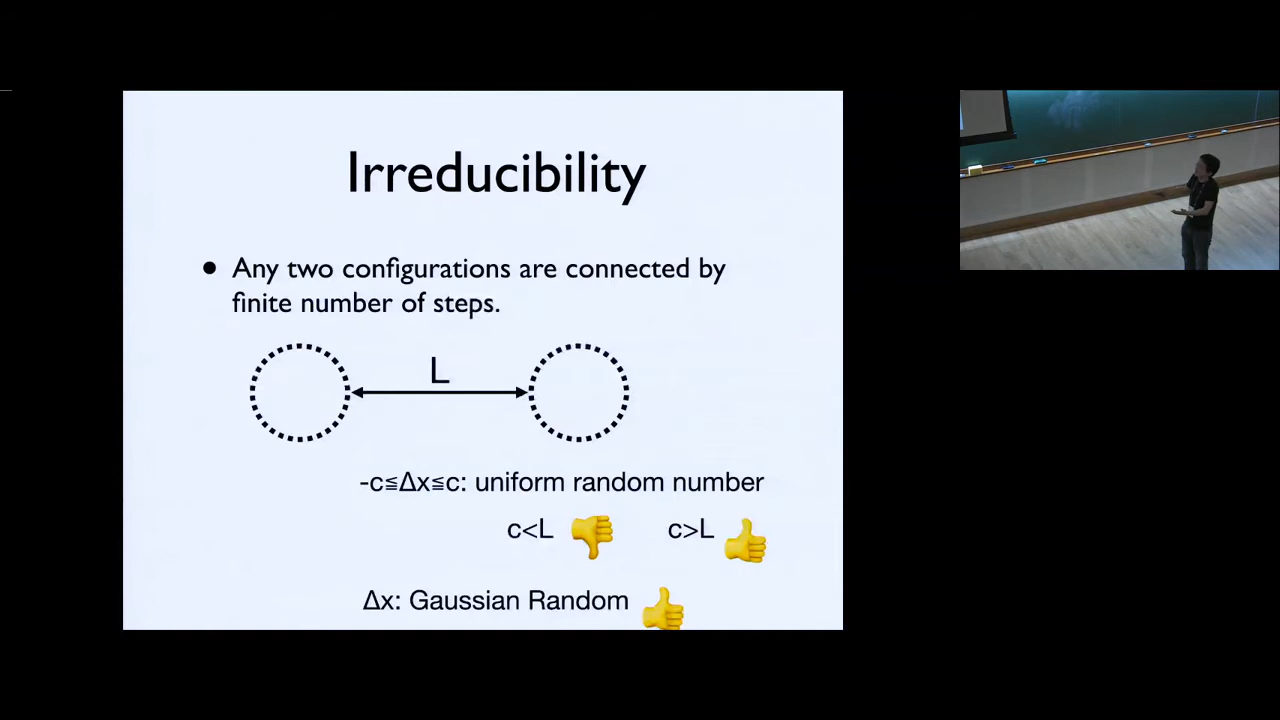 Irreducibility
• Any two configurations are connected by
finite number of steps.
L
-c≦Δx≦c: uniform random number
c<L 👎 c>L 👍
Δx: Gaussian Random 👍